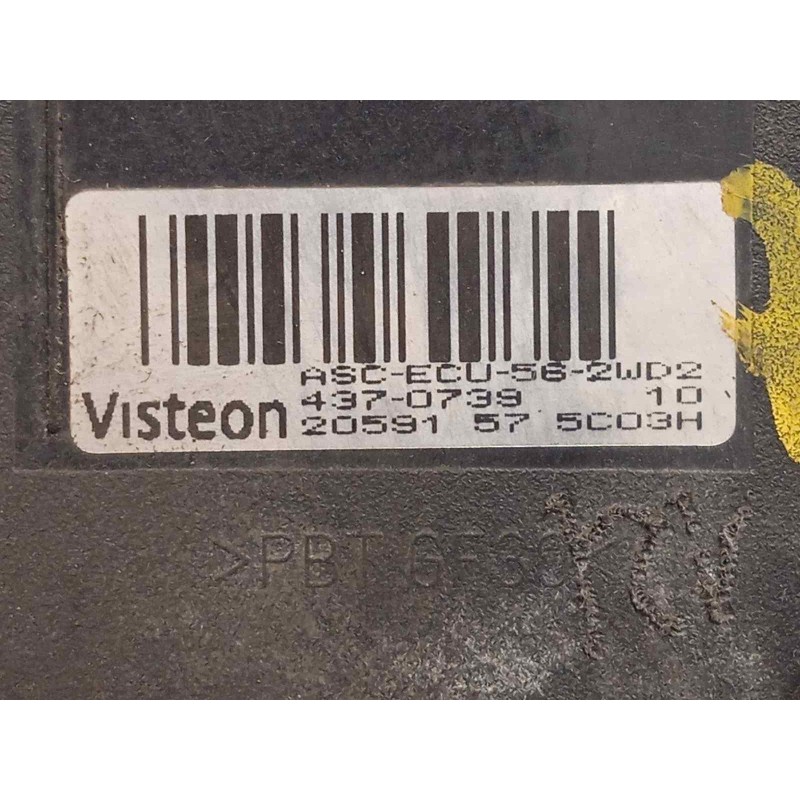 ASC-ECU-56-2WD2
Visteon 437-0739 10
20591 57 5C03H
>PBT GF30<